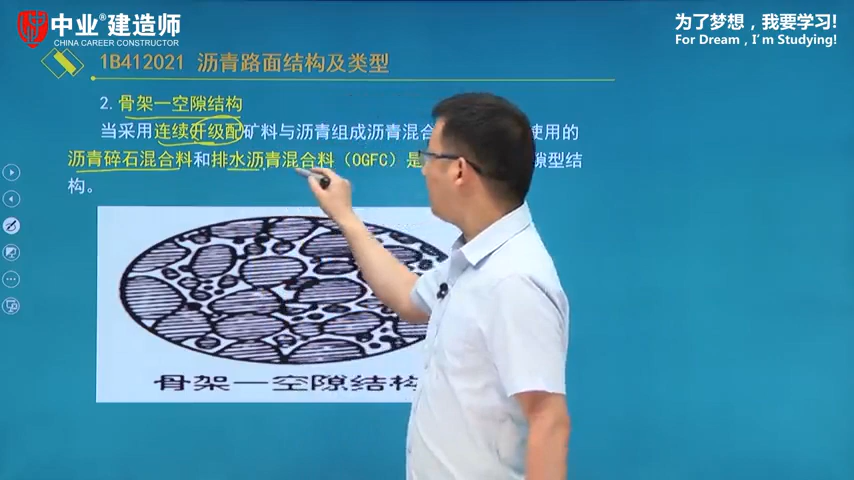 中业®建造师
CHINA CAREER CONSTRUCTOR
为了梦想，我要学习!
For Dream , I'm Studying!
1B412021 沥青路面结构及类型
2. 骨架一空隙结构
当采用连续开级配矿料与沥青组成沥青混合 使用的
沥青碎石混合料和排水沥青混合料（OGFC）是 隙型结
构。
骨架一空隙结构